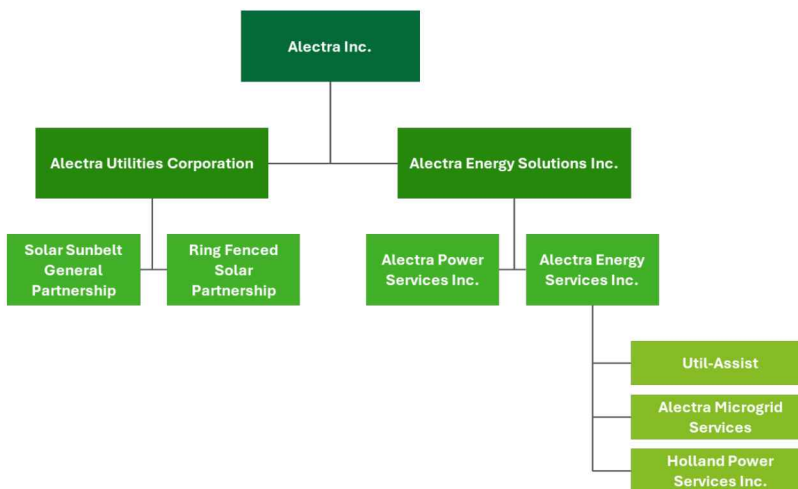 Alectra Inc.
Alectra Utilities Corporation
Alectra Energy Solutions Inc.
Solar Sunbelt
General
Partnership
Ring Fenced
Solar
Partnership
Alectra Power
Services Inc.
Alectra Energy
Services Inc.
Util-Assist
Alectra Microgrid
Services
Holland Power
Services Inc.